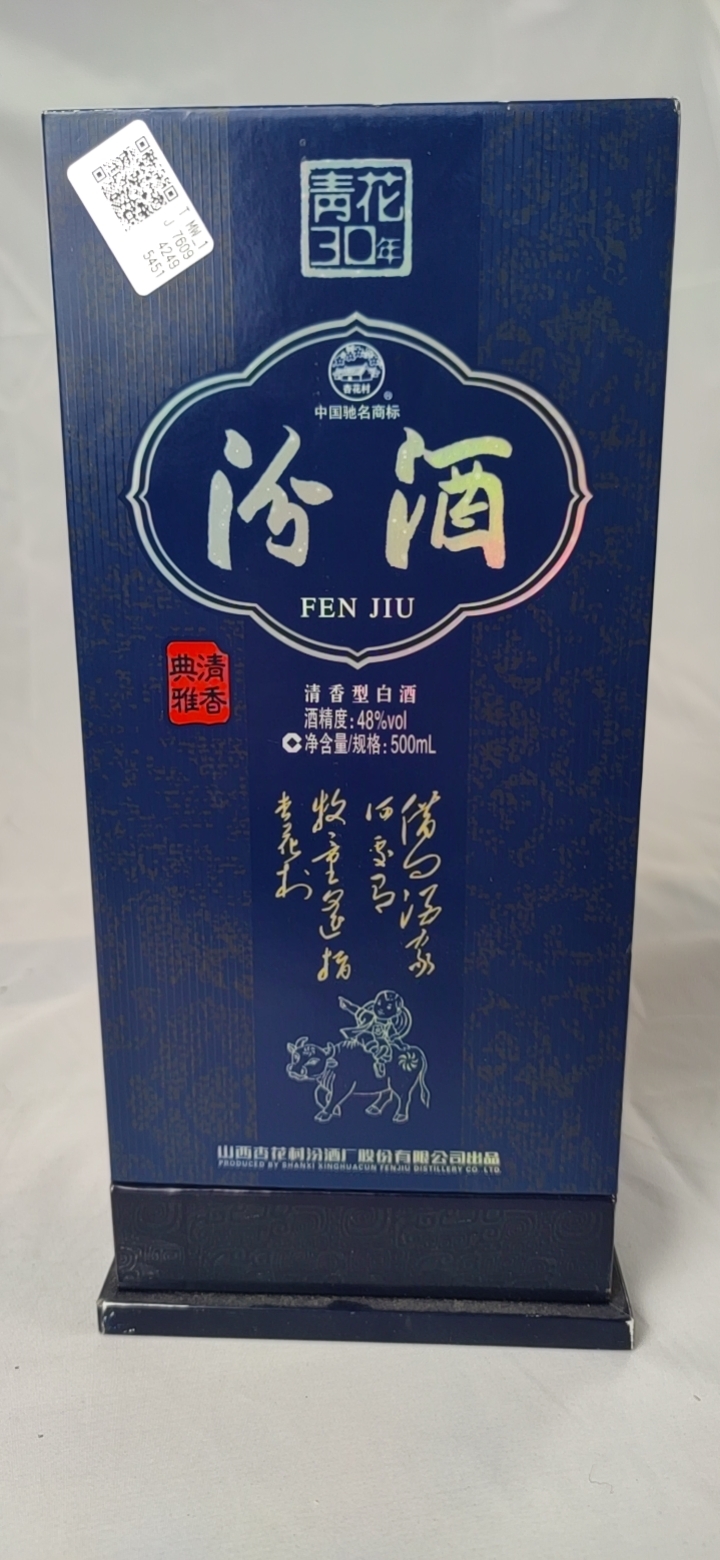 T MW_1
J 7609
4249
5451
青花
30年
杏花村
®
中国驰名商标
汾酒
FEN JIU
清香
典雅
清香型白酒
酒精度:48%vol
净含量/规格:500mL
借问酒家
何处有
牧童遥指
杏花村
山西杏花村汾酒厂股份有限公司出品
PRODUCED BY SHANXI XINGHUACUN FENJIU DISTILLERY CO. LTD.